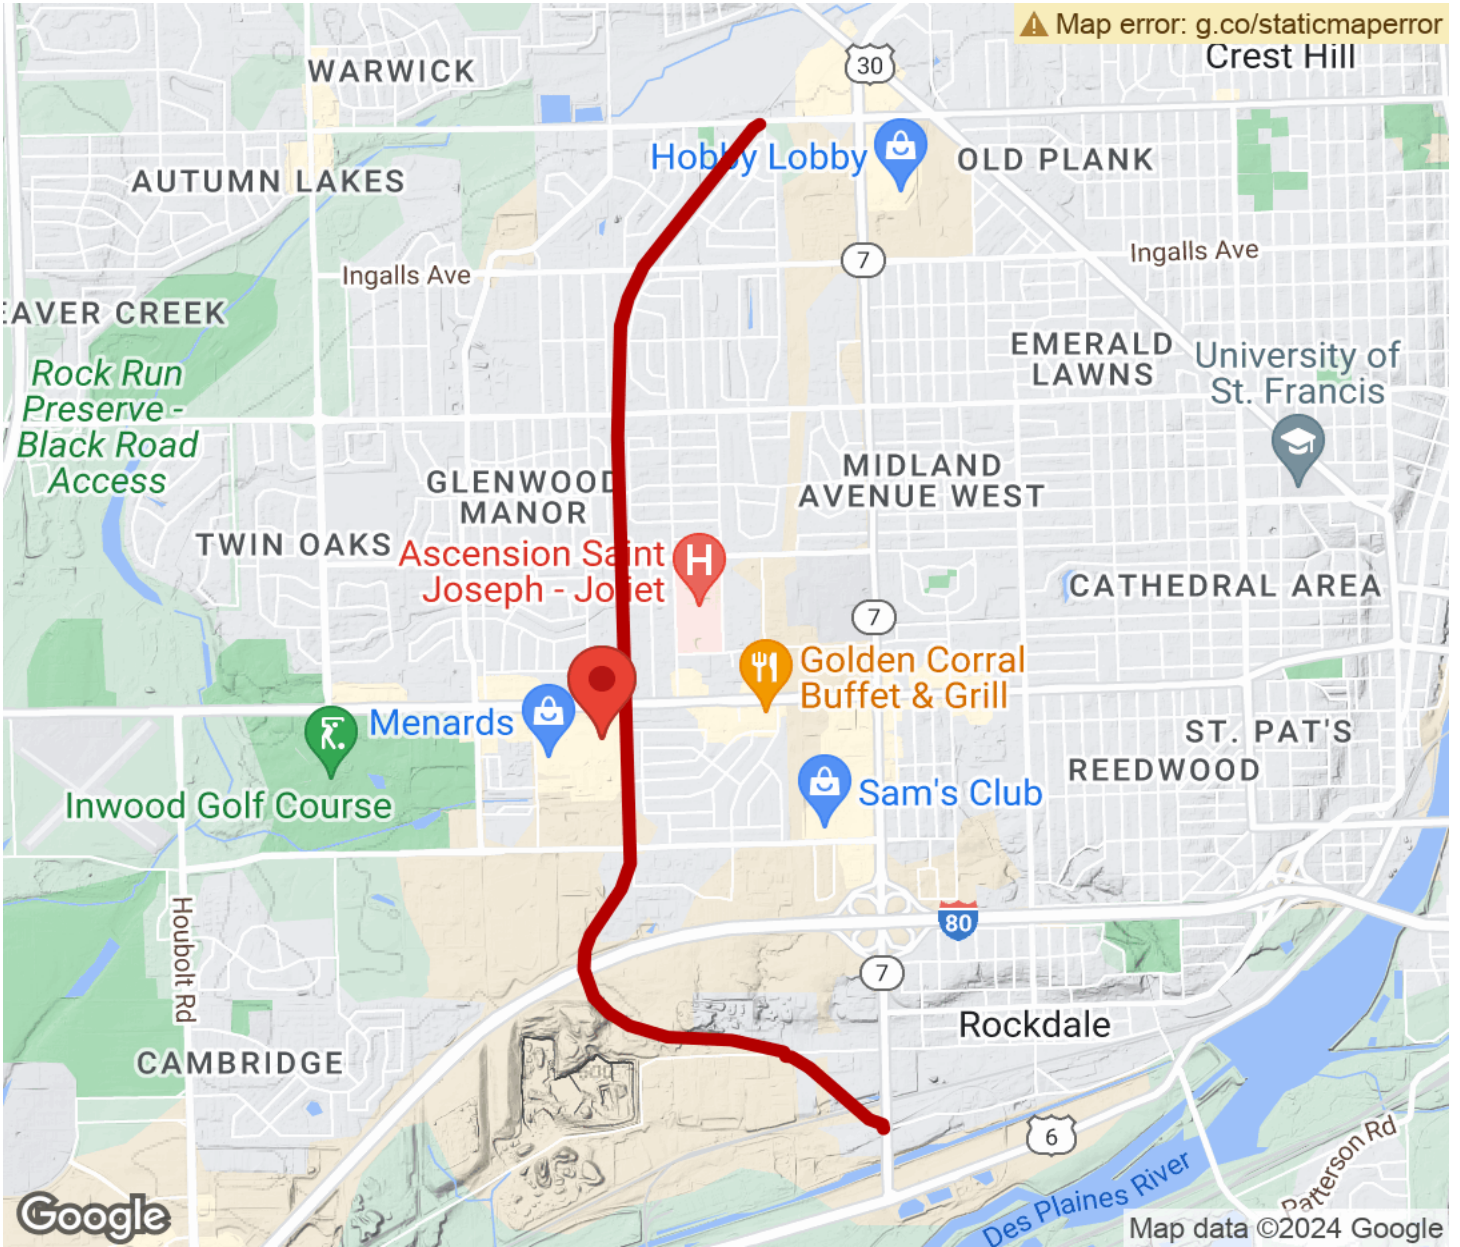 Map error: g.co/staticmaperror
Crest Hill
30
WARWICK
Hobby Lobby
OLD PLANK
AUTUMN LAKES
Ingalls Ave
7
Ingalls Ave
EAVER CREEK
EMERALD
LAWNS
University of
St. Francis
Rock Run
Preserve -
Black Road
Access
GLENWOOD
MANOR
MIDLAND
AVENUE WEST
TWIN OAKS
Ascension Saint
Joseph - Joliet
H
CATHEDRAL AREA
7
Golden Corral
Buffet & Grill
Menards
ST. PAT'S
REEDWOOD
Inwood Golf Course
Sam's Club
Houbolt Rd
80
7
Rockdale
CAMBRIDGE
6
Patterson Rd
Des Plaines River
Google
Map data ©2024 Google